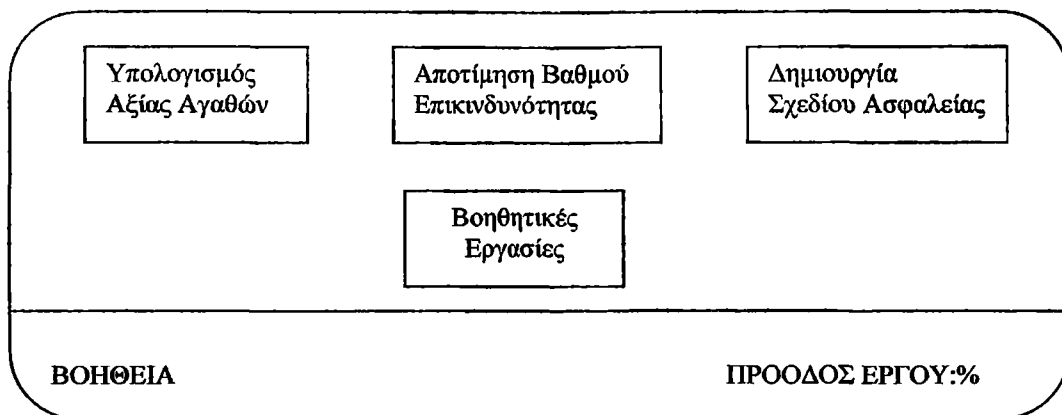 Υπολογισμός
Αξίας Αγαθών
Αποτίμηση Βαθμού
Επικινδυνότητας
Δημιουργία
Σχεδίου Ασφαλείας
Βοηθητικές
Εργασίες
ΒΟΗΘΕΙΑ
ΠΡΟΟΔΟΣ ΕΡΓΟΥ:%